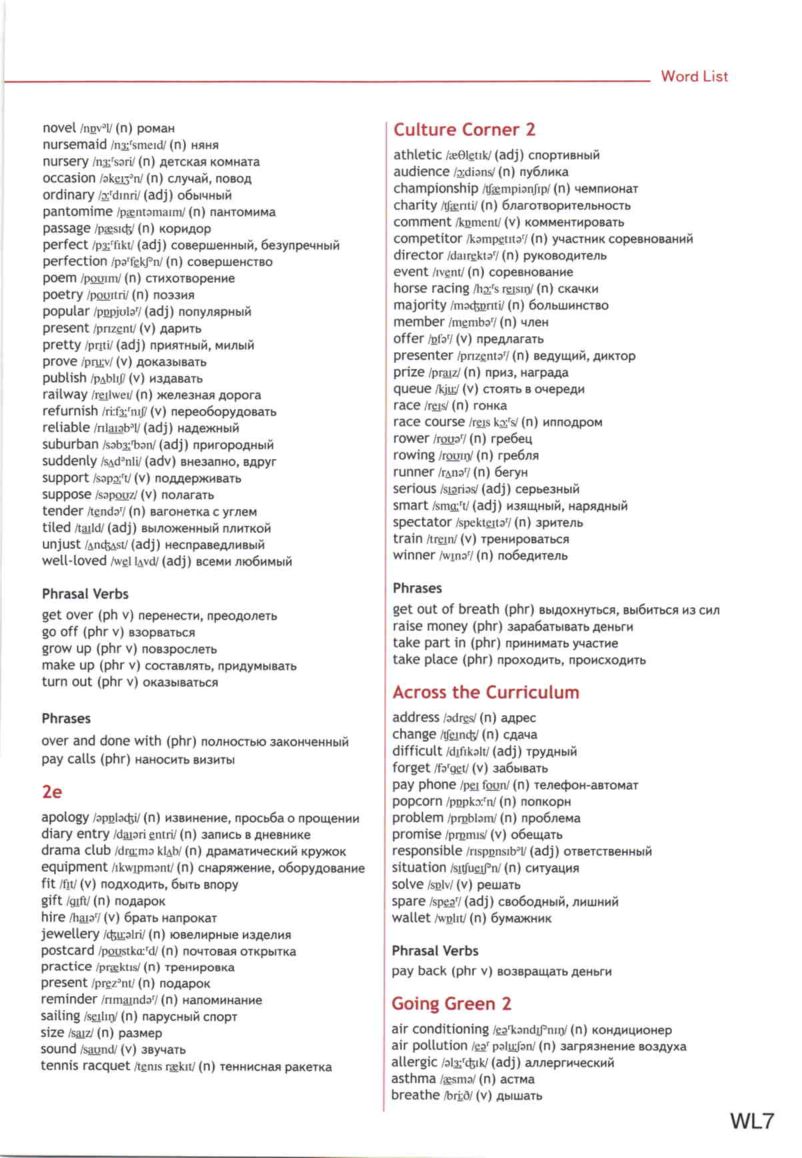 Word List
novel /nɒvᵊl/ (n) роман
nursemaid /nɜːʳsmeɪd/ (n) няня
nursery /nɜːʳsəri/ (n) детская комната
occasion /əkeɪʒᵊn/ (n) случай, повод
ordinary /ɔːʳdɪnri/ (adj) обычный
pantomime /pæntəmaɪm/ (n) пантомима
passage /pæsɪdʒ/ (n) коридор
perfect /pɜːʳfɪkt/ (adj) совершенный, безупречный
perfection /pəʳfekʃᵊn/ (n) совершенство
poem /poʊɪm/ (n) стихотворение
poetry /poʊɪtri/ (n) поэзия
popular /pɒpjʊləʳ/ (adj) популярный
present /prɪzent/ (v) дарить
pretty /prɪti/ (adj) приятный, милый
prove /pruːv/ (v) доказывать
publish /pʌblɪʃ/ (v) издавать
railway /reɪlweɪ/ (n) железная дорога
refurnish /riːfɜːʳnɪʃ/ (v) переоборудовать
reliable /rɪlaɪəbᵊl/ (adj) надежный
suburban /səbɜːʳbən/ (adj) пригородный
suddenly /sʌdᵊnli/ (adv) внезапно, вдруг
support /səpɔːʳt/ (v) поддерживать
suppose /səpoʊz/ (v) полагать
tender /tendəʳ/ (n) вагонетка с углем
tiled /taɪld/ (adj) выложенный плиткой
unjust /ʌndʒʌst/ (adj) несправедливый
well-loved /wel lʌvd/ (adj) всеми любимый
Phrasal Verbs
get over (ph v) перенести, преодолеть
go off (phr v) взорваться
grow up (phr v) повзрослеть
make up (phr v) составлять, придумывать
turn out (phr v) оказываться
Phrases
over and done with (phr) полностью законченный
pay calls (phr) наносить визиты
2e
apology /əpɒlədʒi/ (n) извинение, просьба о прощении
diary entry /daɪəri entri/ (n) запись в дневнике
drama club /drɑːmə klʌb/ (n) драматический кружок
equipment /ɪkwɪpmənt/ (n) снаряжение, оборудование
fit /fɪt/ (v) подходить, быть впору
gift /gɪft/ (n) подарок
hire /haɪəʳ/ (v) брать напрокат
jewellery /dʒuːəlri/ (n) ювелирные изделия
postcard /poʊstkɑːʳd/ (n) почтовая открытка
practice /præktɪs/ (n) тренировка
present /prezᵊnt/ (n) подарок
reminder /rɪmaɪndəʳ/ (n) напоминание
sailing /seɪlɪŋ/ (n) парусный спорт
size /saɪz/ (n) размер
sound /saʊnd/ (v) звучать
tennis racquet /tenɪs rækɪt/ (n) теннисная ракетка
Culture Corner 2
athletic /æθletɪk/ (adj) спортивный
audience /ɔːdiəns/ (n) публика
championship /tʃæmpiənʃɪp/ (n) чемпионат
charity /tʃærɪti/ (n) благотворительность
comment /kɒment/ (v) комментировать
competitor /kəmpetɪtəʳ/ (n) участник соревнований
director /daɪrektəʳ/ (n) руководитель
event /ɪvent/ (n) соревнование
horse racing /hɔːʳs reɪsɪŋ/ (n) скачки
majority /mədʒɒrɪti/ (n) большинство
member /membəʳ/ (n) член
offer /ɒfəʳ/ (v) предлагать
presenter /prɪzentəʳ/ (n) ведущий, диктор
prize /praɪz/ (n) приз, награда
queue /kjuː/ (v) стоять в очереди
race /reɪs/ (n) гонка
race course /reɪs kɔːʳs/ (n) ипподром
rower /roʊəʳ/ (n) гребец
rowing /roʊɪŋ/ (n) гребля
runner /rʌnəʳ/ (n) бегун
serious /sɪəriəs/ (adj) серьезный
smart /smɑːʳt/ (adj) изящный, нарядный
spectator /spekteɪtəʳ/ (n) зритель
train /treɪn/ (v) тренироваться
winner /wɪnəʳ/ (n) победитель
Phrases
get out of breath (phr) выдохнуться, выбиться из сил
raise money (phr) зарабатывать деньги
take part in (phr) принимать участие
take place (phr) проходить, происходить
Across the Curriculum
address /ədres/ (n) адрес
change /tʃeɪndʒ/ (n) сдача
difficult /dɪfɪkəlt/ (adj) трудный
forget /fəʳget/ (v) забывать
pay phone /peɪ foʊn/ (n) телефон-автомат
popcorn /pɒpkɔːʳn/ (n) попкорн
problem /prɒbləm/ (n) проблема
promise /prɒmɪs/ (v) обещать
responsible /rɪspɒnsɪbᵊl/ (adj) ответственный
situation /sɪtʃueɪʃᵊn/ (n) ситуация
solve /sɒlv/ (v) решать
spare /speəʳ/ (adj) свободный, лишний
wallet /wɒlɪt/ (n) бумажник
Phrasal Verbs
pay back (phr v) возвращать деньги
Going Green 2
air conditioning /eəʳkəndɪʃᵊnɪŋ/ (n) кондиционер
air pollution /eəʳ pəluːʃən/ (n) загрязнение воздуха
allergic /əlɜːʳdʒɪk/ (adj) аллергический
asthma /æsmə/ (n) астма
breathe /briːð/ (v) дышать
WL7